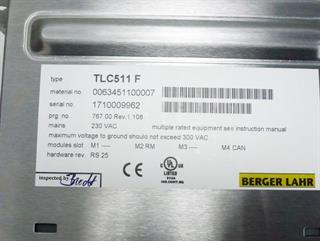 type TLC511 F
material no 0063451100007
serial no. 1710009962
prg. no 767.00 Rev.1.108
mains 230 VAC multiple rated equipment see instruction manual
maximum voltage to ground should not exceed 300 VAC
modules slot M1 ---- M2 RM M3 ---- M4 CAN
hardware rev. RS 25
inspected by
C UL US
LISTED
BERGER LAHR